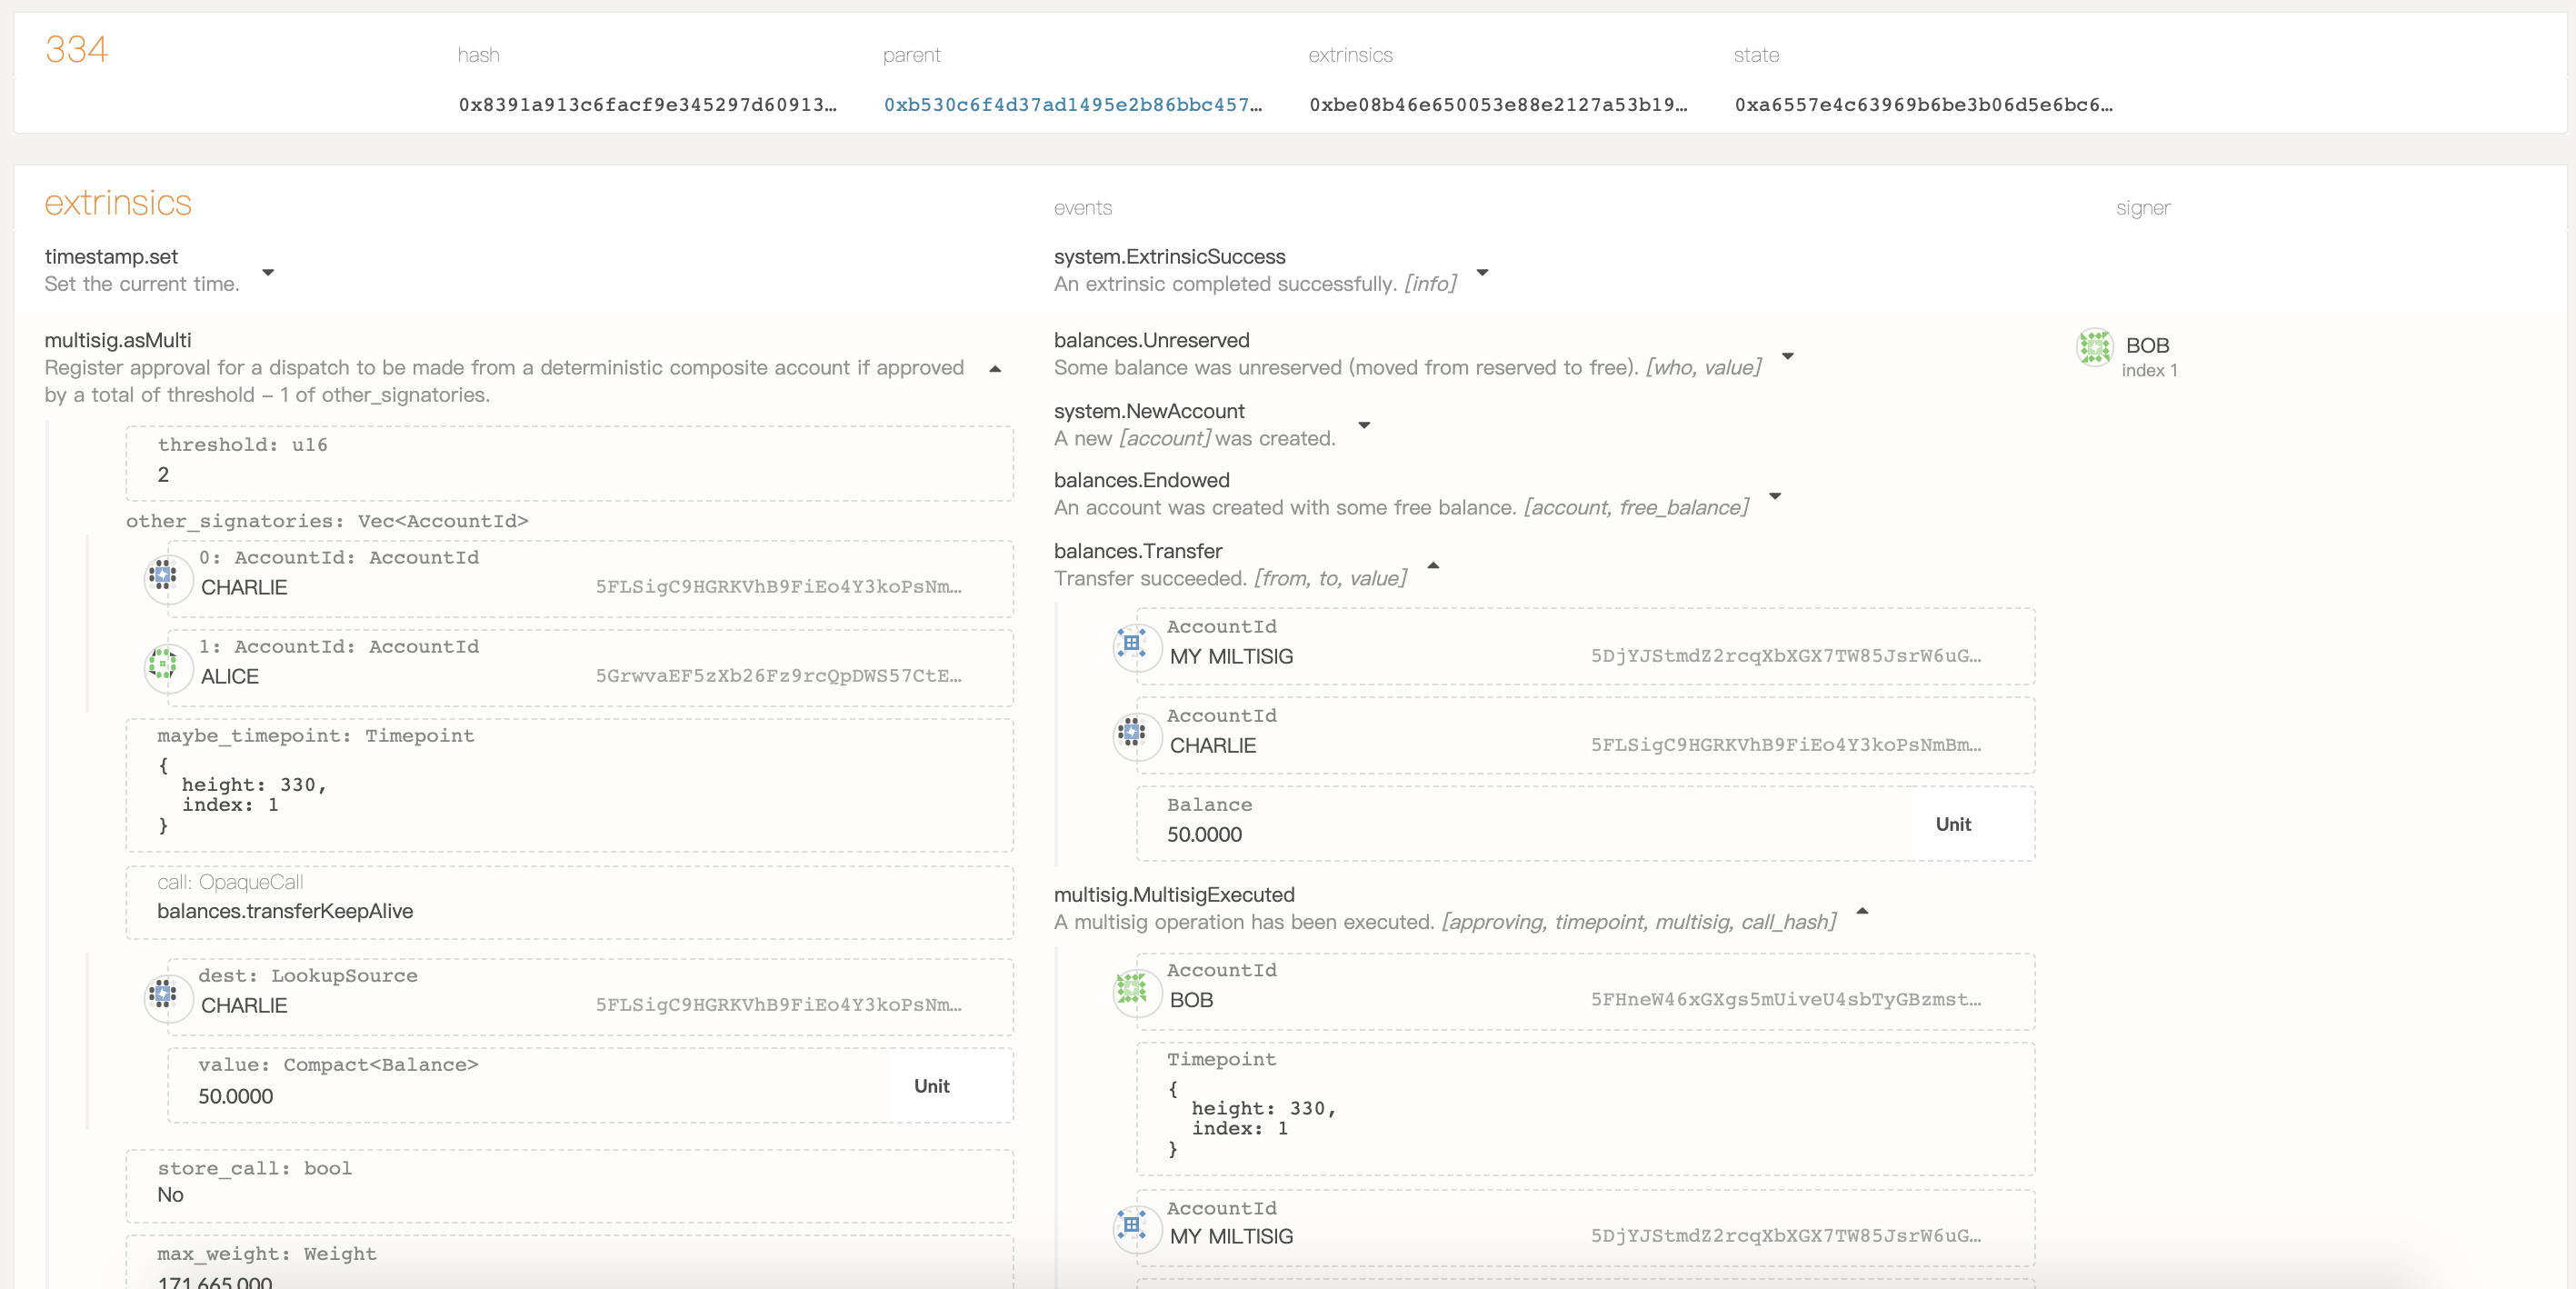 334
hash
parent
extrinsics
state
0x8391a913c6facf9e345297d60913…
0xb530c6f4d37ad1495e2b86bbc457…
0xbe08b46e650053e88e2127a53b19…
0xa6557e4c63969b6be3b06d5e6bc6…
extrinsics
events
signer
timestamp.set
Set the current time.
system.ExtrinsicSuccess
An extrinsic completed successfully. [info]
multisig.asMulti
Register approval for a dispatch to be made from a deterministic composite account if approved
by a total of threshold – 1 of other_signatories.
threshold: u16
2
other_signatories: Vec<AccountId>
0: AccountId: AccountId
CHARLIE 5FLSigC9HGRKVhB9FiEo4Y3koPsNm…
1: AccountId: AccountId
ALICE 5GrwvaEF5zXb26Fz9rcQpDWS57CtE…
maybe_timepoint: Timepoint
{
height: 330,
index: 1
}
call: OpaqueCall
balances.transferKeepAlive
dest: LookupSource
CHARLIE 5FLSigC9HGRKVhB9FiEo4Y3koPsNm…
value: Compact<Balance>
50.0000 Unit
store_call: bool
No
max_weight: Weight
171,665,000
balances.Unreserved
Some balance was unreserved (moved from reserved to free). [who, value]
system.NewAccount
A new [account] was created.
balances.Endowed
An account was created with some free balance. [account, free_balance]
balances.Transfer
Transfer succeeded. [from, to, value]
AccountId
MY MILTISIG 5DjYJStmdZ2rcqXbXGX7TW85JsrW6uG…
AccountId
CHARLIE 5FLSigC9HGRKVhB9FiEo4Y3koPsNmBm…
Balance
50.0000 Unit
multisig.MultisigExecuted
A multisig operation has been executed. [approving, timepoint, multisig, call_hash]
AccountId
BOB 5FHneW46xGXgs5mUiveU4sbTyGBzmst…
Timepoint
{
height: 330,
index: 1
}
AccountId
MY MILTISIG 5DjYJStmdZ2rcqXbXGX7TW85JsrW6uG…
BOB
index 1